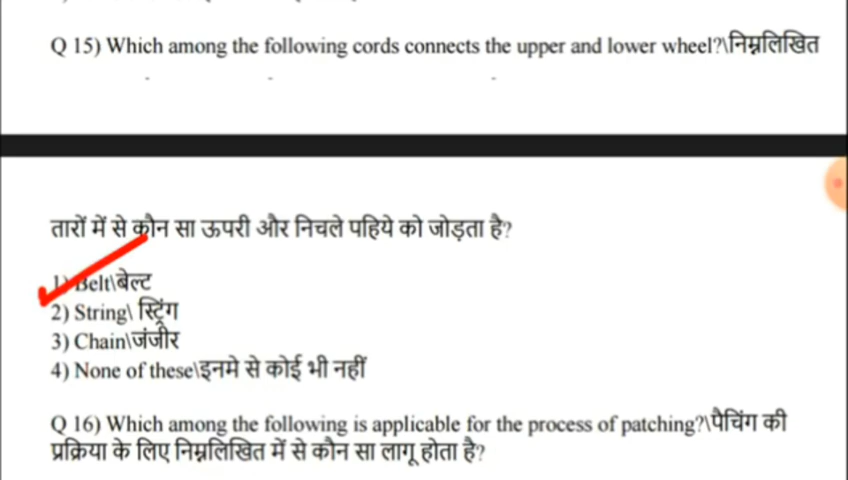 Q 15) Which among the following cords connects the upper and lower wheel?\निम्नलिखित
तारों में से कौन सा ऊपरी और निचले पहिये को जोड़ता है?
1) Belt\बेल्ट
2) String\ स्ट्रिंग
3) Chain\जंजीर
4) None of these\इनमे से कोई भी नहीं
Q 16) Which among the following is applicable for the process of patching?\पैचिंग की
प्रक्रिया के लिए निम्नलिखित में से कौन सा लागू होता है?